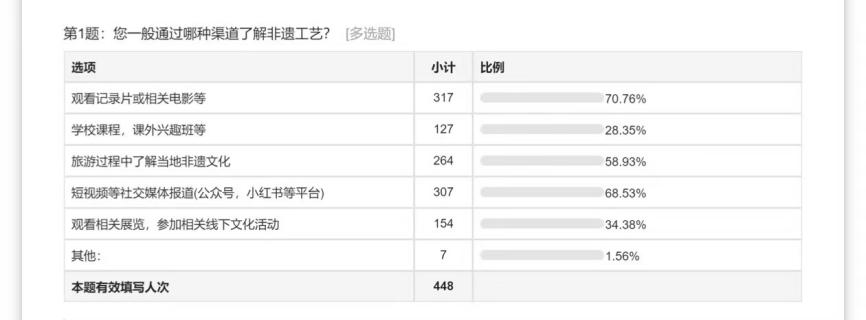 第1题：您一般通过哪种渠道了解非遗工艺? [多选题]
选项 小计 比例
观看记录片或相关电影等 317 70.76%
学校课程，课外兴趣班等 127 28.35%
旅游过程中了解当地非遗文化 264 58.93%
短视频等社交媒体报道(公众号，小红书等平台) 307 68.53%
观看相关展览，参加相关线下文化活动 154 34.38%
其他: 7 1.56%
本题有效填写人次 448